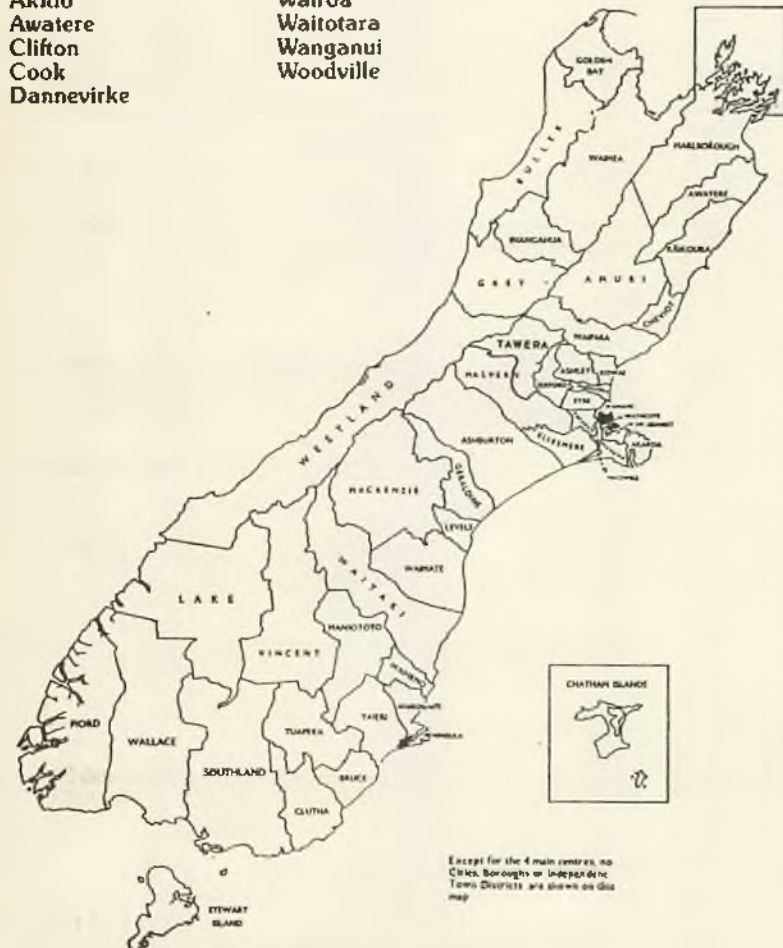 Akitio
Awatere
Clifton
Cook
Dannevirke
Wairoa
Waitotara
Wanganui
Woodville
GOLDEN
BAY
BULLER
WAIMEA
MARLBOROUGH
AWATERE
KAIKOURA
INANGAHUA
GREY
AMURI
CHEVIOT
WAIPARA
TAWERA
MALVERN
ASHLEY
OXFORD
EYRE
WESTLAND
ASHBURTON
ELLESMERE
AKAROA
MACKENZIE
GERALDINE
LEVELS
WAIMATE
WAITAKI
LAKE
MANIOTOTO
VINCENT
CHATHAM ISLANDS
FIORD
WALLACE
SOUTHLAND
TUAPEKA
TAIERI
BRUCE
CLUTHA
PENINSULA
STEWART
ISLAND
Except for the 4 main centres, no
Cities, Boroughs or Independent
Town Districts are shown on this
map